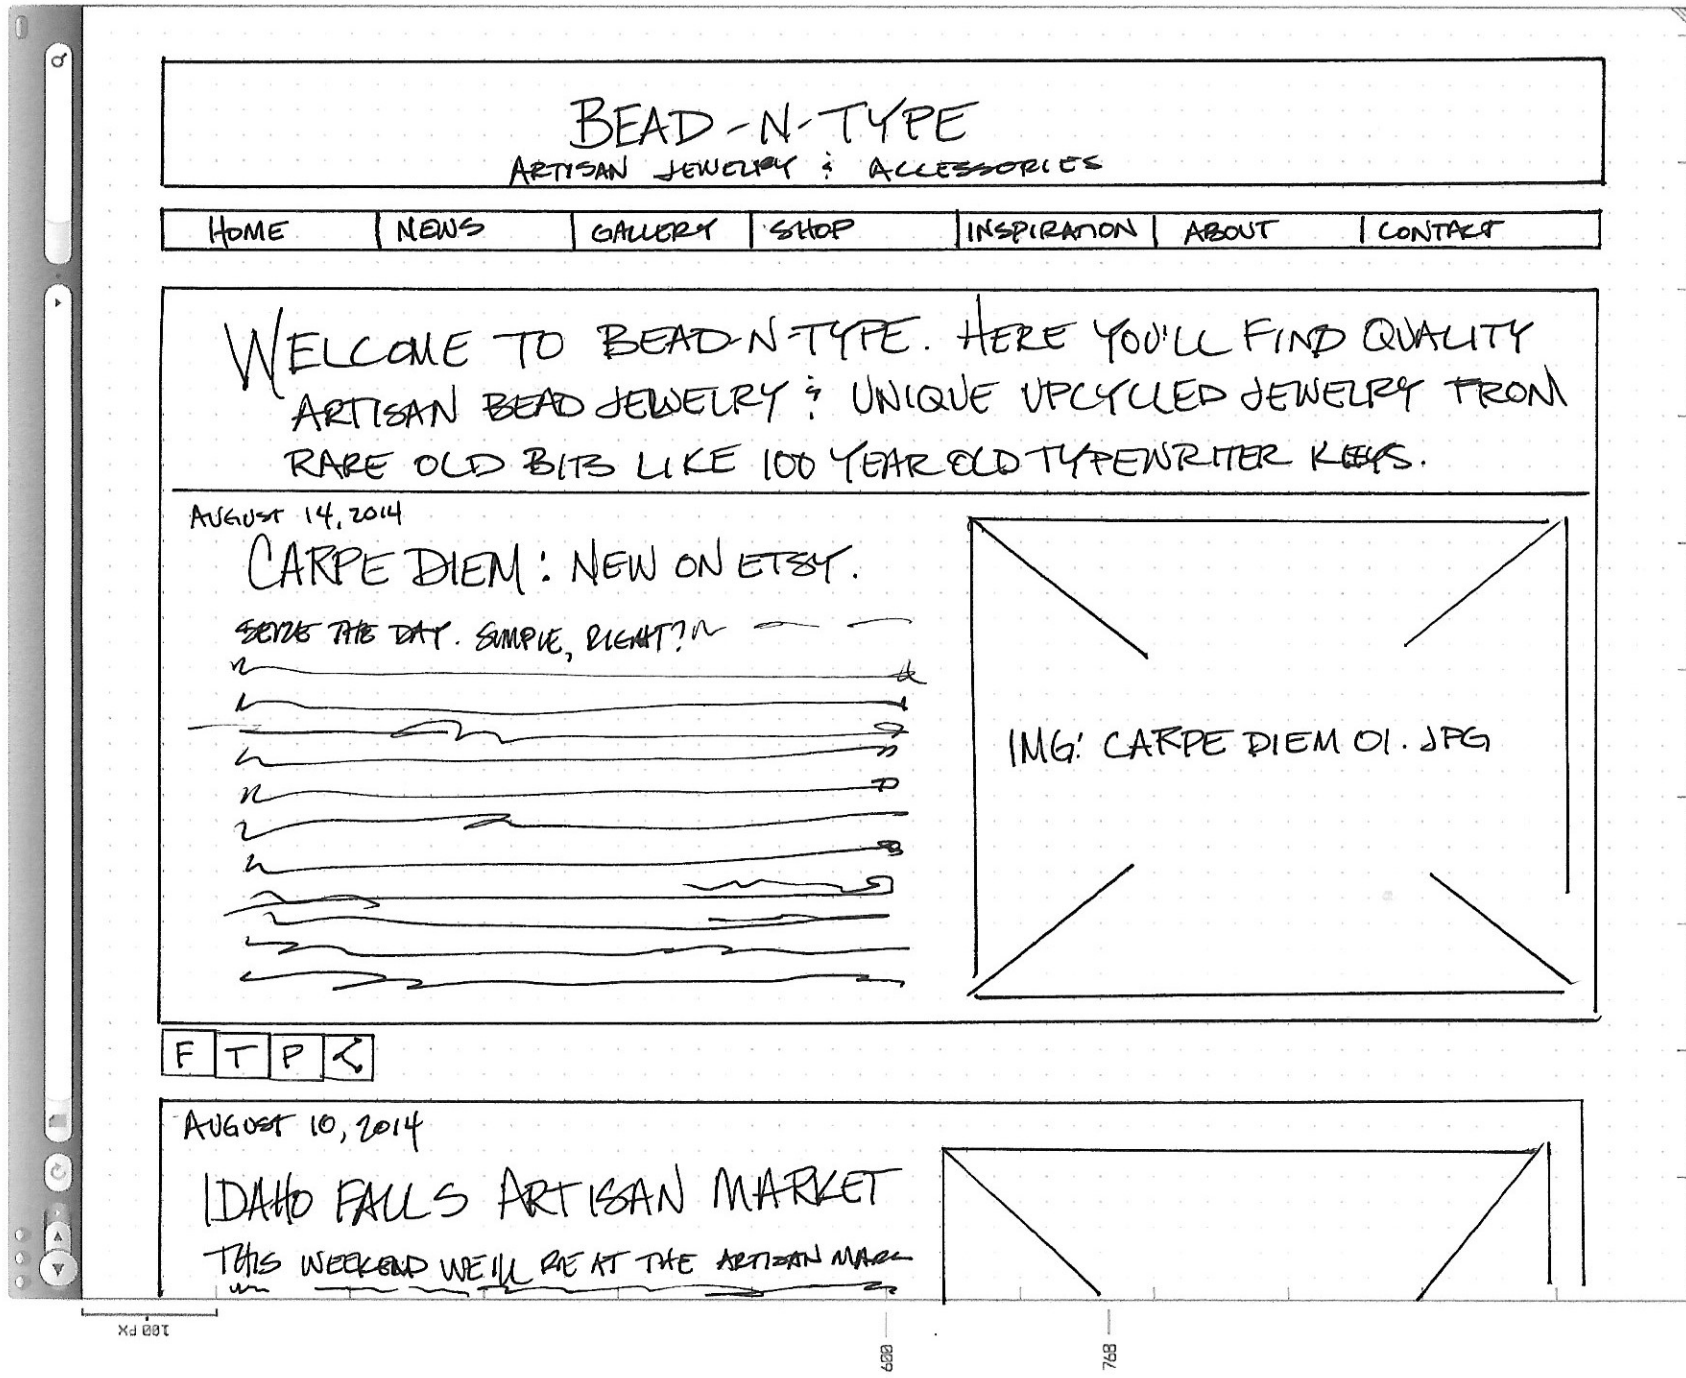 BEAD-N-TYPE
ARTISAN JEWELRY & ACCESSORIES
HOME NEWS GALLERY SHOP INSPIRATION ABOUT CONTACT
WELCOME TO BEAD-N-TYPE. HERE YOU'LL FIND QUALITY
ARTISAN BEAD JEWELRY & UNIQUE UPCYCLED JEWELRY FROM
RARE OLD BITS LIKE 100 YEAR OLD TYPEWRITER KEYS.
AUGUST 14, 2014
CARPE DIEM: NEW ON ETSY.
SEIZE THE DAY. SIMPLE, RIGHT?
IMG: CARPE DIEM 01. JPG
F T P
AUGUST 10, 2014
IDAHO FALLS ARTISAN MARKET
THIS WEEKEND WE'LL BE AT THE ARTISAN MARK
100 PX
600
768